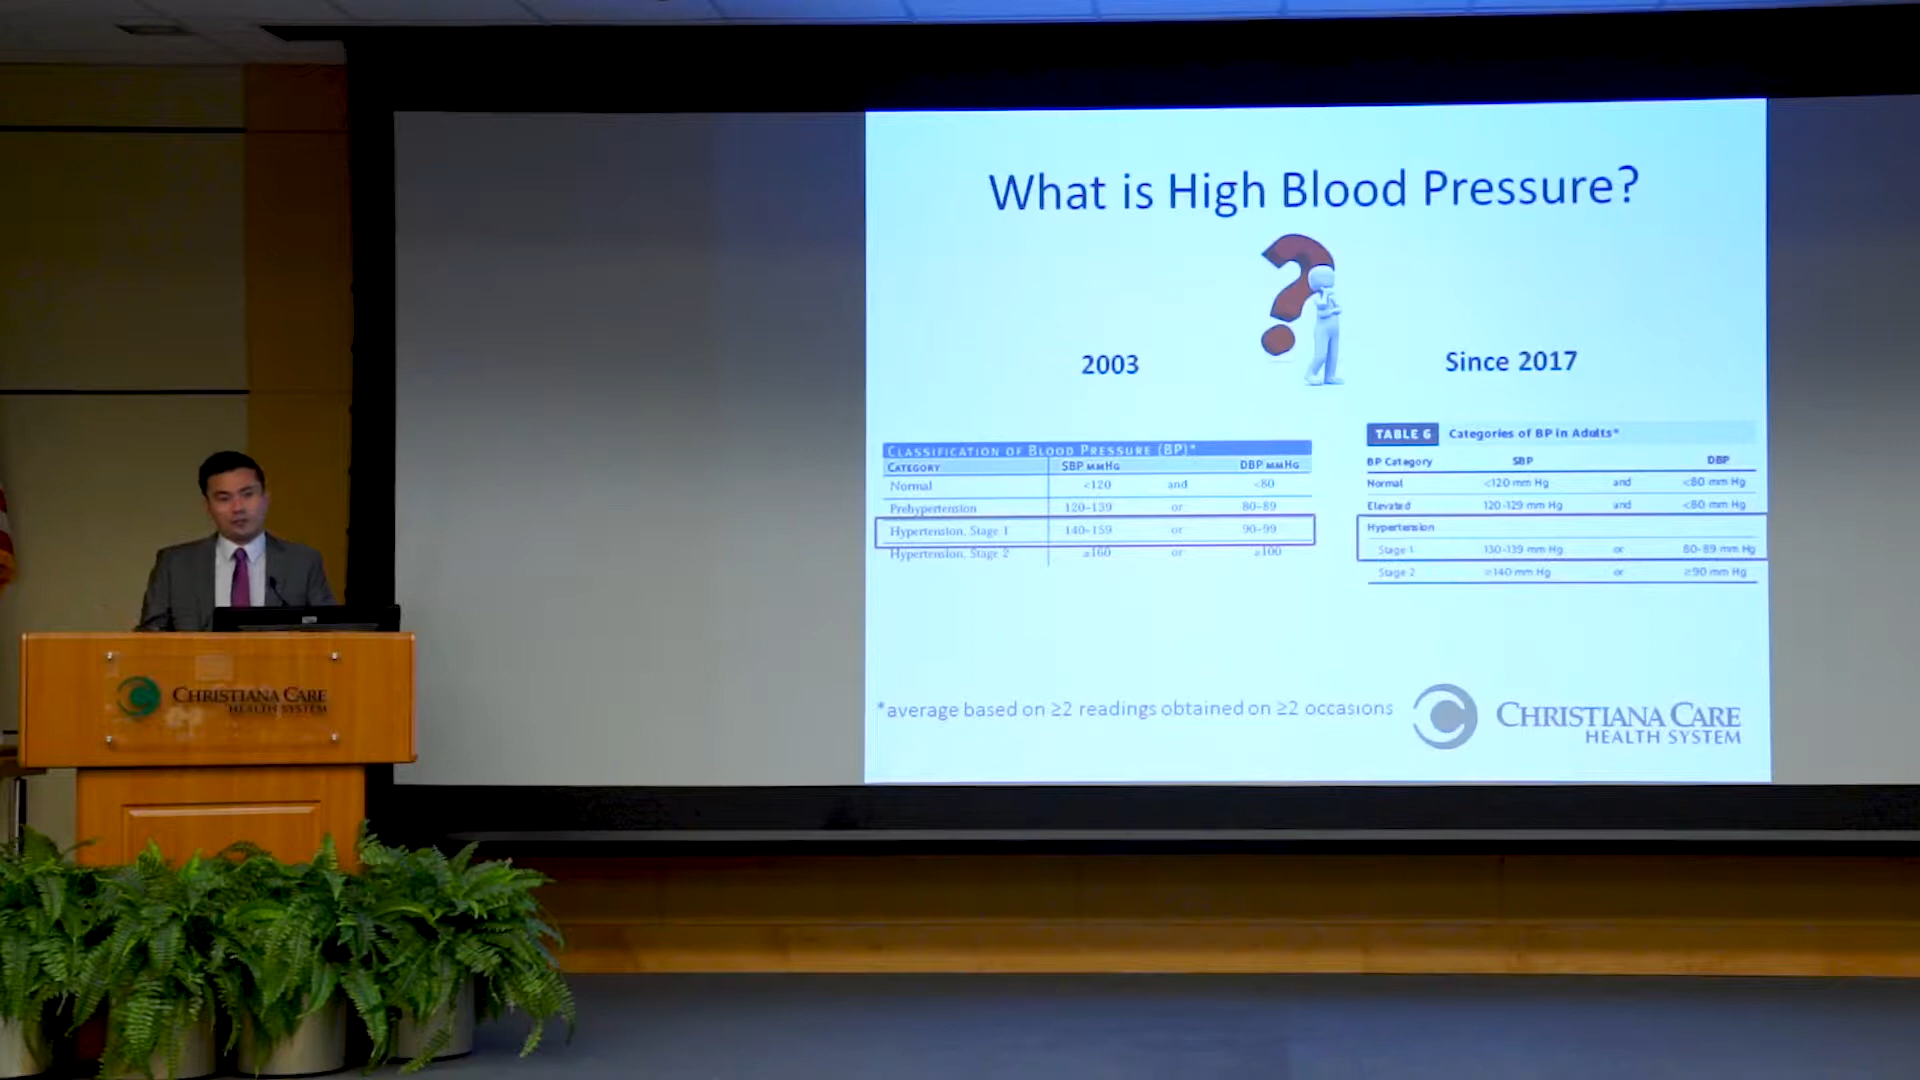 What is High Blood Pressure?
2003
Since 2017
CLASSIFICATION OF BLOOD PRESSURE (BP)*
CATEGORY SBP MMHG DBP MMHG
Normal <120 and <80
Prehypertension 120–139 or 80–89
Hypertension, Stage 1 140–159 or 90–99
Hypertension, Stage 2 ≥160 or ≥100
TABLE 6 Categories of BP in Adults*
BP Category SBP DBP
Normal <120 mm Hg and <80 mm Hg
Elevated 120-129 mm Hg and <80 mm Hg
Hypertension
Stage 1 130-139 mm Hg or 80-89 mm Hg
Stage 2 ≥140 mm Hg or ≥90 mm Hg
*average based on ≥2 readings obtained on ≥2 occasions
CHRISTIANA CARE
HEALTH SYSTEM
CHRISTIANA CARE
HEALTH SYSTEM